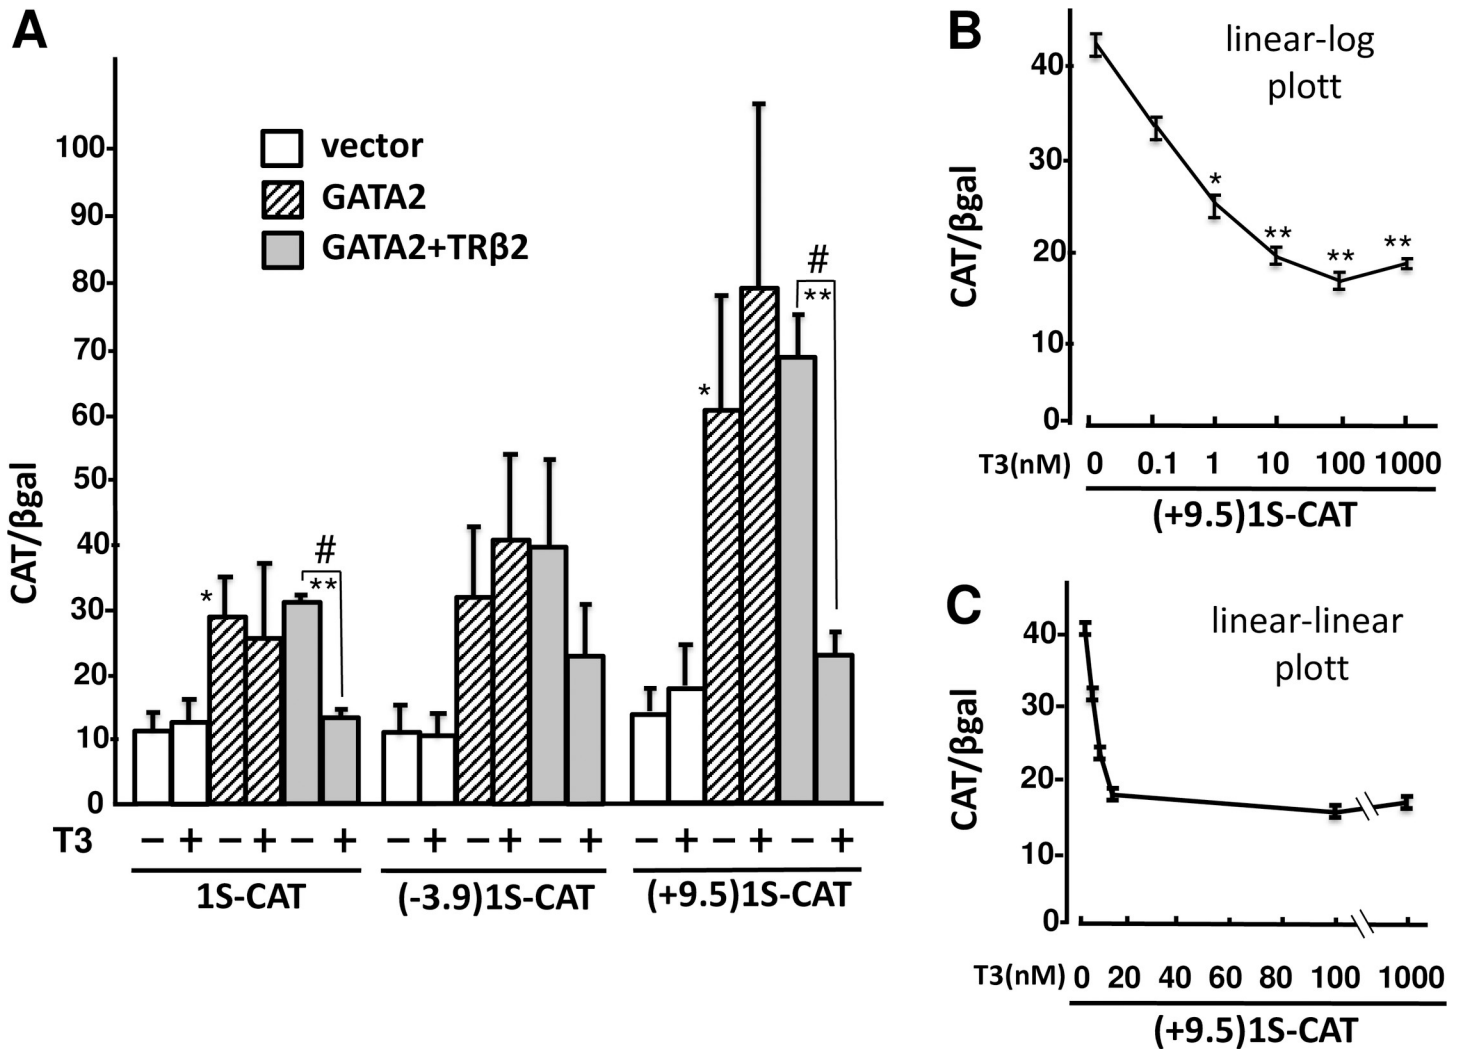 A
CAT/βgal
100
90
80
70
60
50
40
30
20
10
0
vector
GATA2
GATA2+TRβ2
*
#
**
*
#
**
T3 − + − + − + − + − + − + − + − + − +
1S-CAT (-3.9)1S-CAT (+9.5)1S-CAT
B
linear-log
plott
CAT/βgal
40
30
20
10
0
*
**
**
**
T3(nM) 0 0.1 1 10 100 1000
(+9.5)1S-CAT
C
linear-linear
plott
CAT/βgal
40
30
20
10
0
T3(nM) 0 20 40 60 80 100 1000
(+9.5)1S-CAT